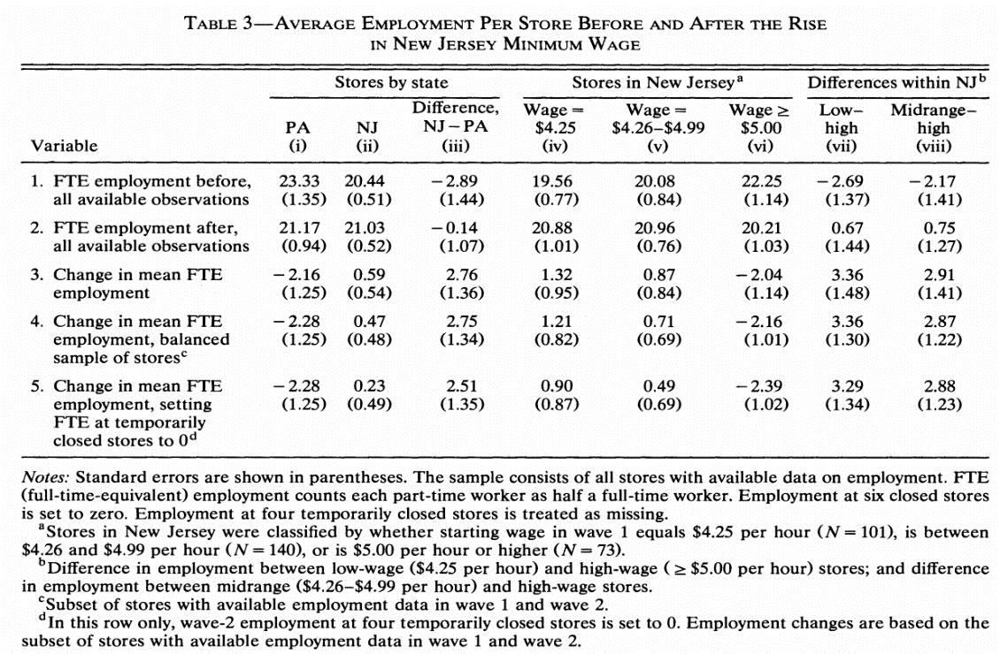 TABLE 3—AVERAGE EMPLOYMENT PER STORE BEFORE AND AFTER THE RISE
IN NEW JERSEY MINIMUM WAGE
Stores by state Stores in New Jerseyᵃ Differences within NJᵇ
Difference, Wage = Wage = Wage ≥ Low– Midrange–
PA NJ NJ − PA $4.25 $4.26–$4.99 $5.00 high high
Variable (i) (ii) (iii) (iv) (v) (vi) (vii) (viii)
1. FTE employment before, 23.33 20.44 −2.89 19.56 20.08 22.25 −2.69 −2.17
all available observations (1.35) (0.51) (1.44) (0.77) (0.84) (1.14) (1.37) (1.41)
2. FTE employment after, 21.17 21.03 −0.14 20.88 20.96 20.21 0.67 0.75
all available observations (0.94) (0.52) (1.07) (1.01) (0.76) (1.03) (1.44) (1.27)
3. Change in mean FTE −2.16 0.59 2.76 1.32 0.87 −2.04 3.36 2.91
employment (1.25) (0.54) (1.36) (0.95) (0.84) (1.14) (1.48) (1.41)
4. Change in mean FTE −2.28 0.47 2.75 1.21 0.71 −2.16 3.36 2.87
employment, balanced (1.25) (0.48) (1.34) (0.82) (0.69) (1.01) (1.30) (1.22)
sample of storesᶜ
5. Change in mean FTE −2.28 0.23 2.51 0.90 0.49 −2.39 3.29 2.88
employment, setting (1.25) (0.49) (1.35) (0.87) (0.69) (1.02) (1.34) (1.23)
FTE at temporarily
closed stores to 0ᵈ
Notes: Standard errors are shown in parentheses. The sample consists of all stores with available data on employment. FTE
(full-time-equivalent) employment counts each part-time worker as half a full-time worker. Employment at six closed stores
is set to zero. Employment at four temporarily closed stores is treated as missing.
ᵃStores in New Jersey were classified by whether starting wage in wave 1 equals $4.25 per hour (N = 101), is between
$4.26 and $4.99 per hour (N = 140), or is $5.00 per hour or higher (N = 73).
ᵇDifference in employment between low-wage ($4.25 per hour) and high-wage (≥ $5.00 per hour) stores; and difference
in employment between midrange ($4.26–$4.99 per hour) and high-wage stores.
ᶜSubset of stores with available employment data in wave 1 and wave 2.
ᵈIn this row only, wave-2 employment at four temporarily closed stores is set to 0. Employment changes are based on the
subset of stores with available employment data in wave 1 and wave 2.